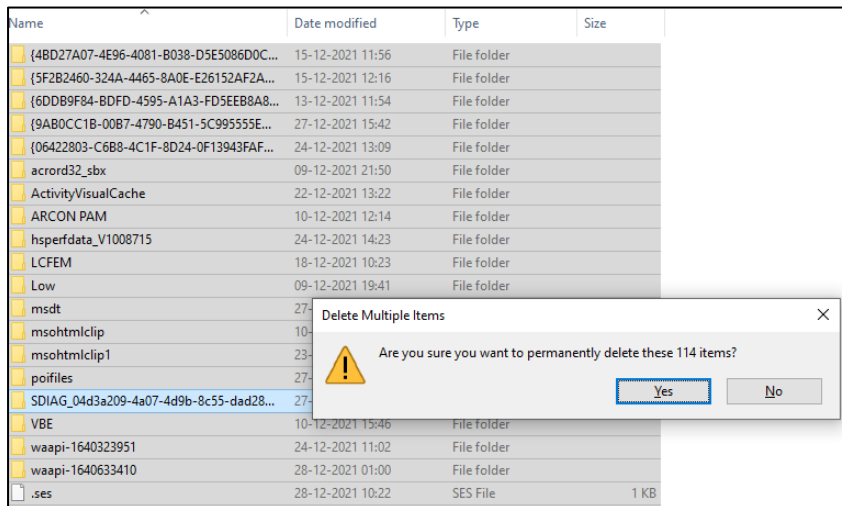 Name Date modified Type Size
{4BD27A07-4E96-4081-B038-D5E5086D0C... 15-12-2021 11:56 File folder
{5F2B2460-324A-4465-8A0E-E26152AF2A... 15-12-2021 12:16 File folder
{6DDB9F84-BDFD-4595-A1A3-FD5EEB8A8... 13-12-2021 11:54 File folder
{9AB0CC1B-00B7-4790-B451-5C995555E... 27-12-2021 15:42 File folder
{06422803-C6B8-4C1F-8D24-0F13943FAF... 24-12-2021 13:09 File folder
acrord32_sbx 09-12-2021 21:50 File folder
ActivityVisualCache 22-12-2021 13:22 File folder
ARCON PAM 10-12-2021 12:14 File folder
hsperfdata_V1008715 24-12-2021 14:23 File folder
LCFEM 18-12-2021 10:23 File folder
Low 09-12-2021 19:41 File folder
msdt 27-
msohtmlclip 10-
msohtmlclip1 23-
poifiles 27-
SDIAG_04d3a209-4a07-4d9b-8c55-dad28... 27-
Delete Multiple Items
Are you sure you want to permanently delete these 114 items?
Yes No
VBE 10-12-2021 15:46 File folder
waapi-1640323951 24-12-2021 11:02 File folder
waapi-1640633410 28-12-2021 01:00 File folder
.ses 28-12-2021 10:22 SES File 1 KB